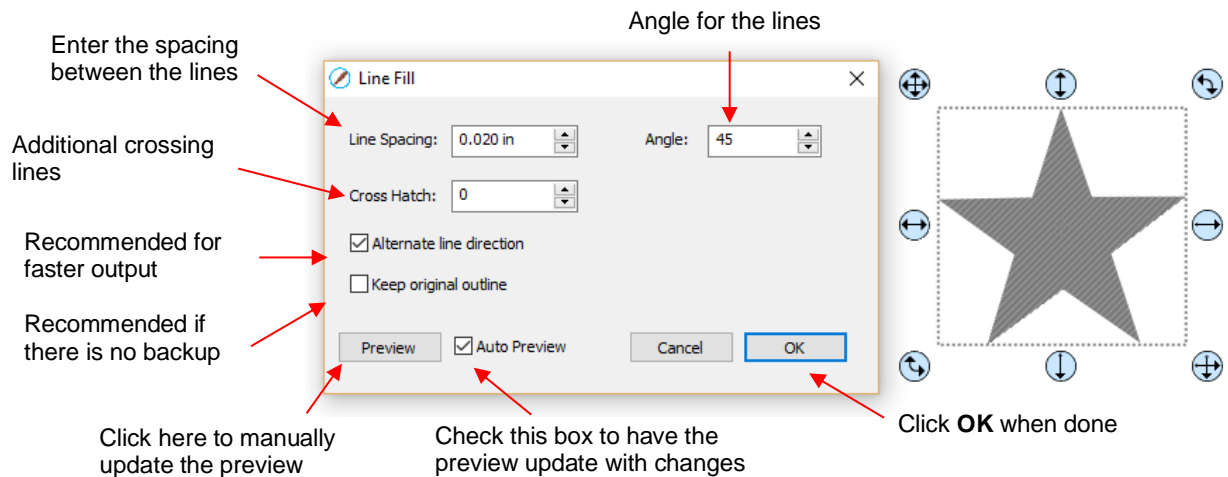 Angle for the lines
Enter the spacing
between the lines
Line Fill
Line Spacing: 0.020 in Angle: 45
Additional crossing
lines
Cross Hatch: 0
Alternate line direction
Recommended for
faster output
Keep original outline
Recommended if
there is no backup
Preview Auto Preview Cancel OK
Click OK when done
Click here to manually
update the preview
Check this box to have the
preview update with changes